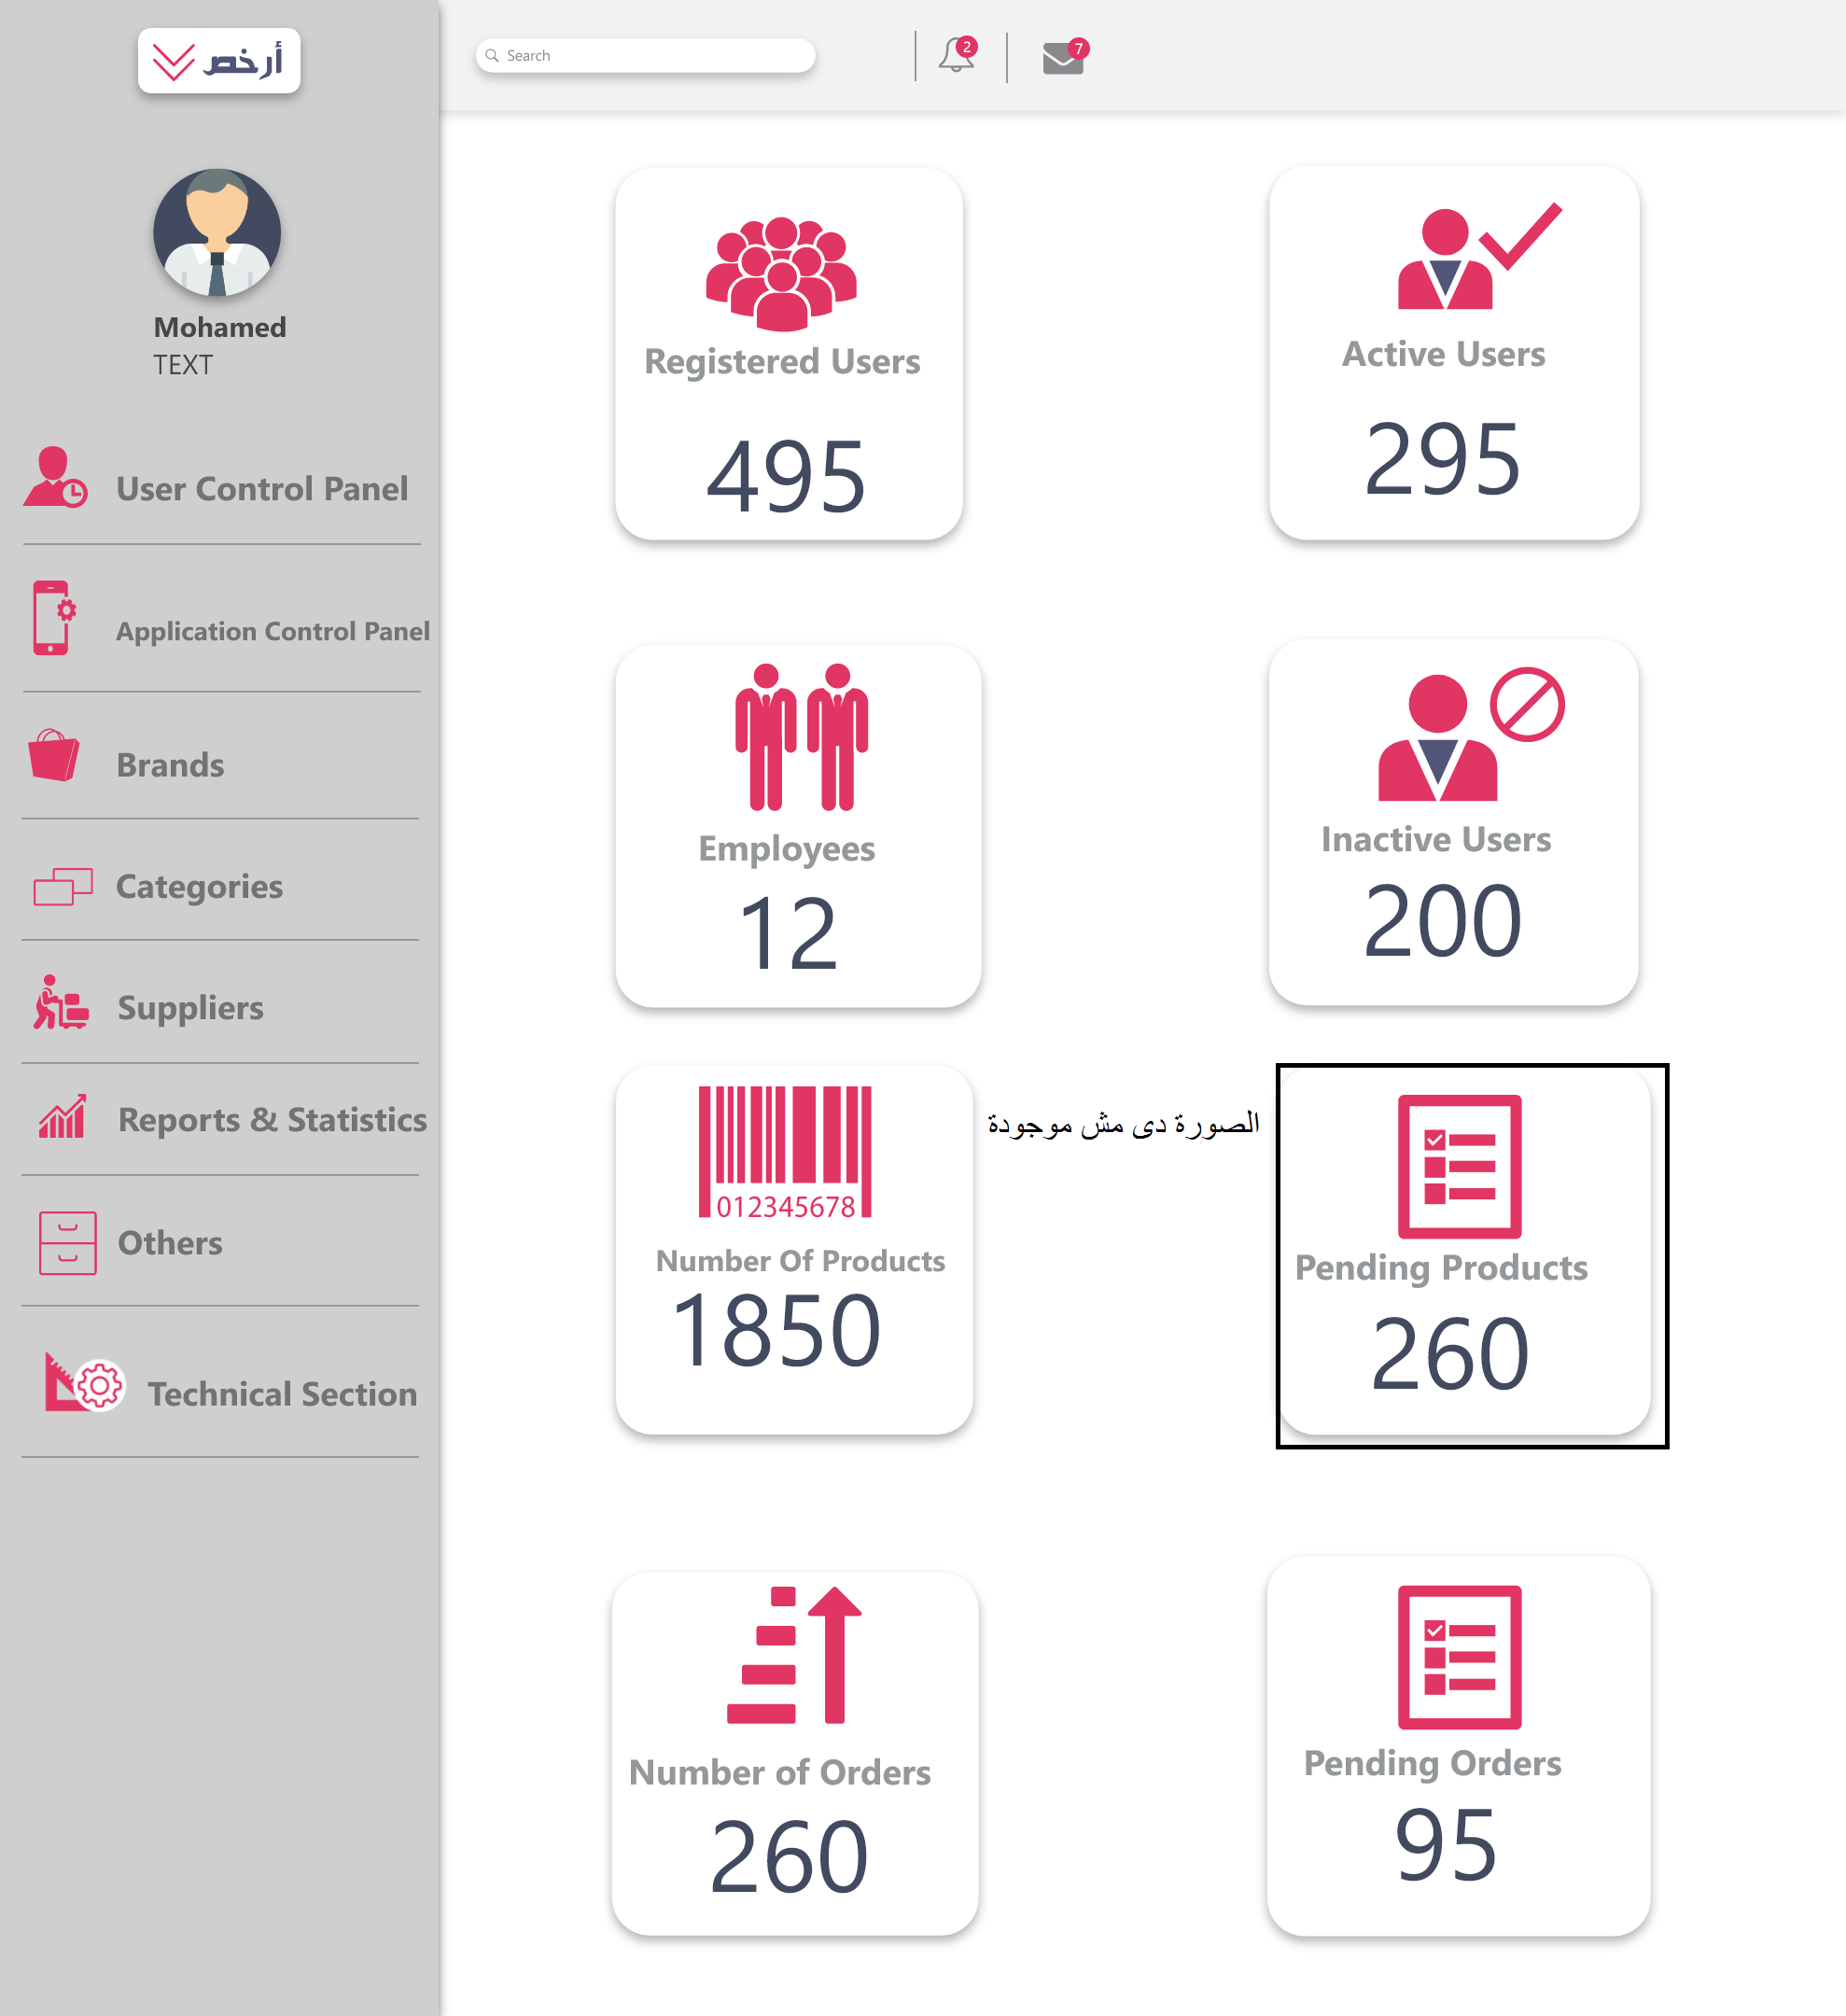 أرخص
Search
2
7
Mohamed
TEXT
User Control Panel
Application Control Panel
Brands
Categories
Suppliers
Reports & Statistics
Others
Technical Section
Registered Users
495
Active Users
295
Employees
12
Inactive Users
200
012345678
Number Of Products
1850
الصورة دى مش موجودة
Pending Products
260
Number of Orders
260
Pending Orders
95